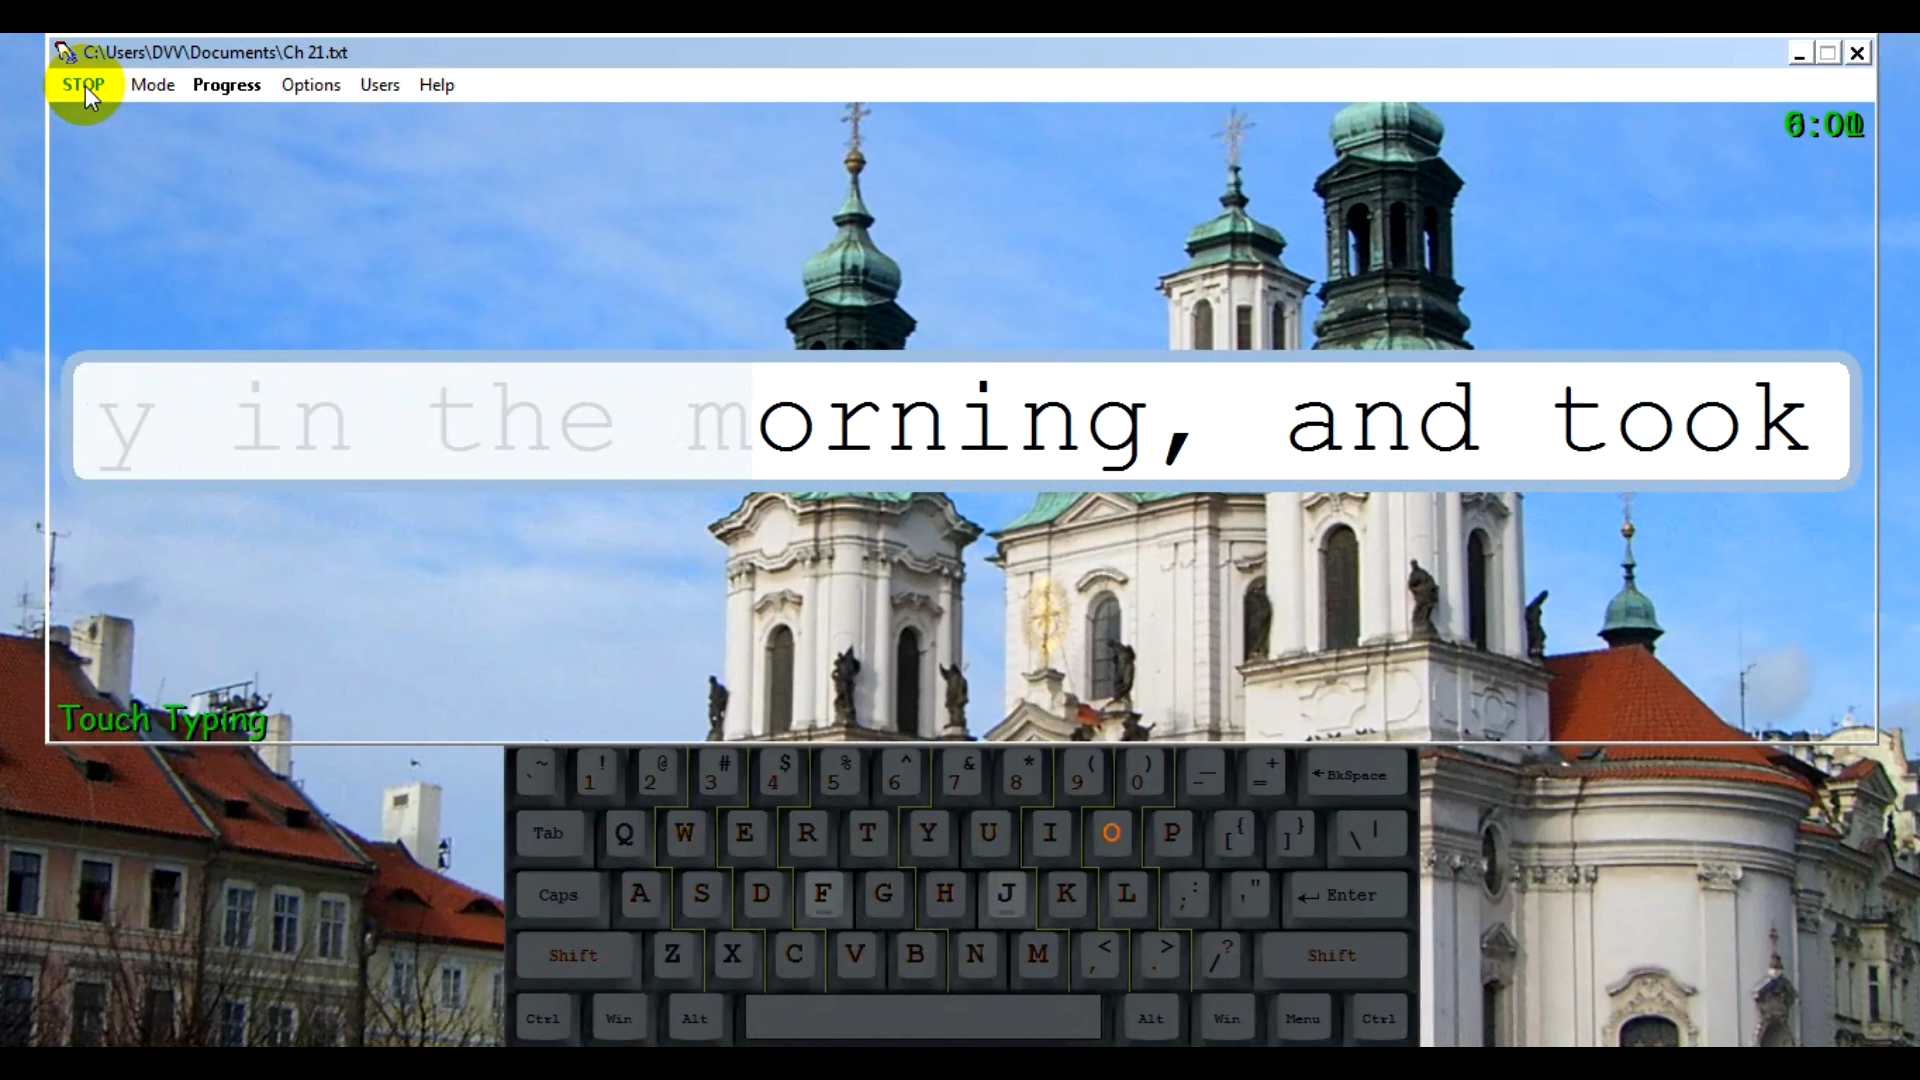 C:\Users\DVV\Documents\Ch 21.txt
STOP Mode Progress Options Users Help
y in the morning, and took
Touch Typing
` ~ 1 ! 2 @ 3 # 4 $ 5 % 6 ^ 7 & 8 * 9 ( 0 ) - _ = + ←BkSpace
Tab Q W E R T Y U I O P [ { ] } \ |
Caps A S D F G H J K L ; : ' " ↵ Enter
Shift Z X C V B N M , < . > / ? Shift
Ctrl Win Alt Alt Win Menu Ctrl